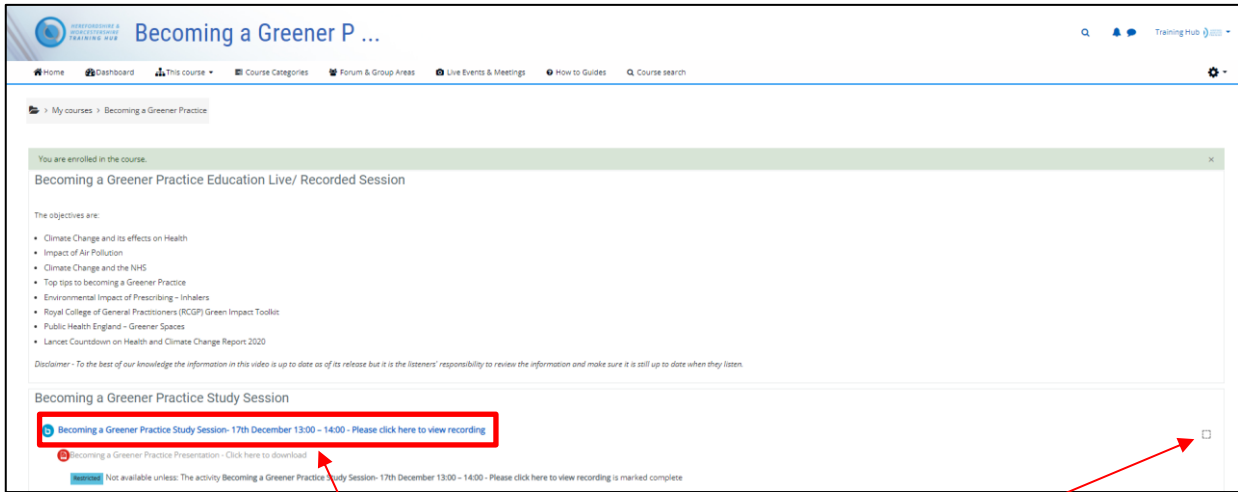 HEREFORDSHIRE &
WORCESTERSHIRE
TRAINING HUB
Becoming a Greener P ...
Training Hub
Home Dashboard This course Course Categories Forum & Group Areas Live Events & Meetings How to Guides Course search
> My courses > Becoming a Greener Practice
You are enrolled in the course. ×
Becoming a Greener Practice Education Live/ Recorded Session
The objectives are:
• Climate Change and its effects on Health
• Impact of Air Pollution
• Climate Change and the NHS
• Top tips to becoming a Greener Practice
• Environmental Impact of Prescribing – Inhalers
• Royal College of General Practitioners (RCGP) Green Impact Toolkit
• Public Health England – Greener Spaces
• Lancet Countdown on Health and Climate Change Report 2020
Disclaimer - To the best of our knowledge the information in this video is up to date as of its release but it is the listeners' responsibility to review the information and make sure it is still up to date when they listen.
Becoming a Greener Practice Study Session
Becoming a Greener Practice Study Session- 17th December 13:00 – 14:00 - Please click here to view recording
Becoming a Greener Practice Presentation - Click here to download
Restricted Not available unless: The activity Becoming a Greener Practice Study Session- 17th December 13:00 – 14:00 - Please click here to view recording is marked complete